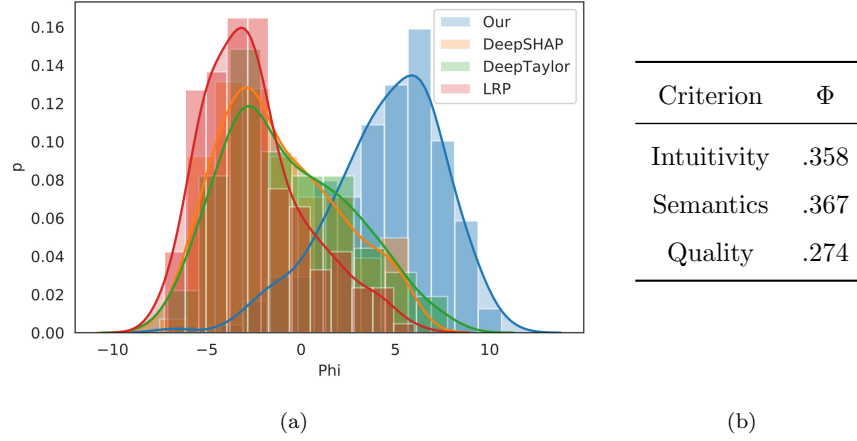 Our
DeepSHAP
DeepTaylor
LRP
0.16
0.14
0.12
0.10
0.08
0.06
0.04
0.02
0.00
p
−10
−5
0
5
10
Phi
(a)
Criterion Φ
Intuitivity .358
Semantics .367
Quality .274
(b)